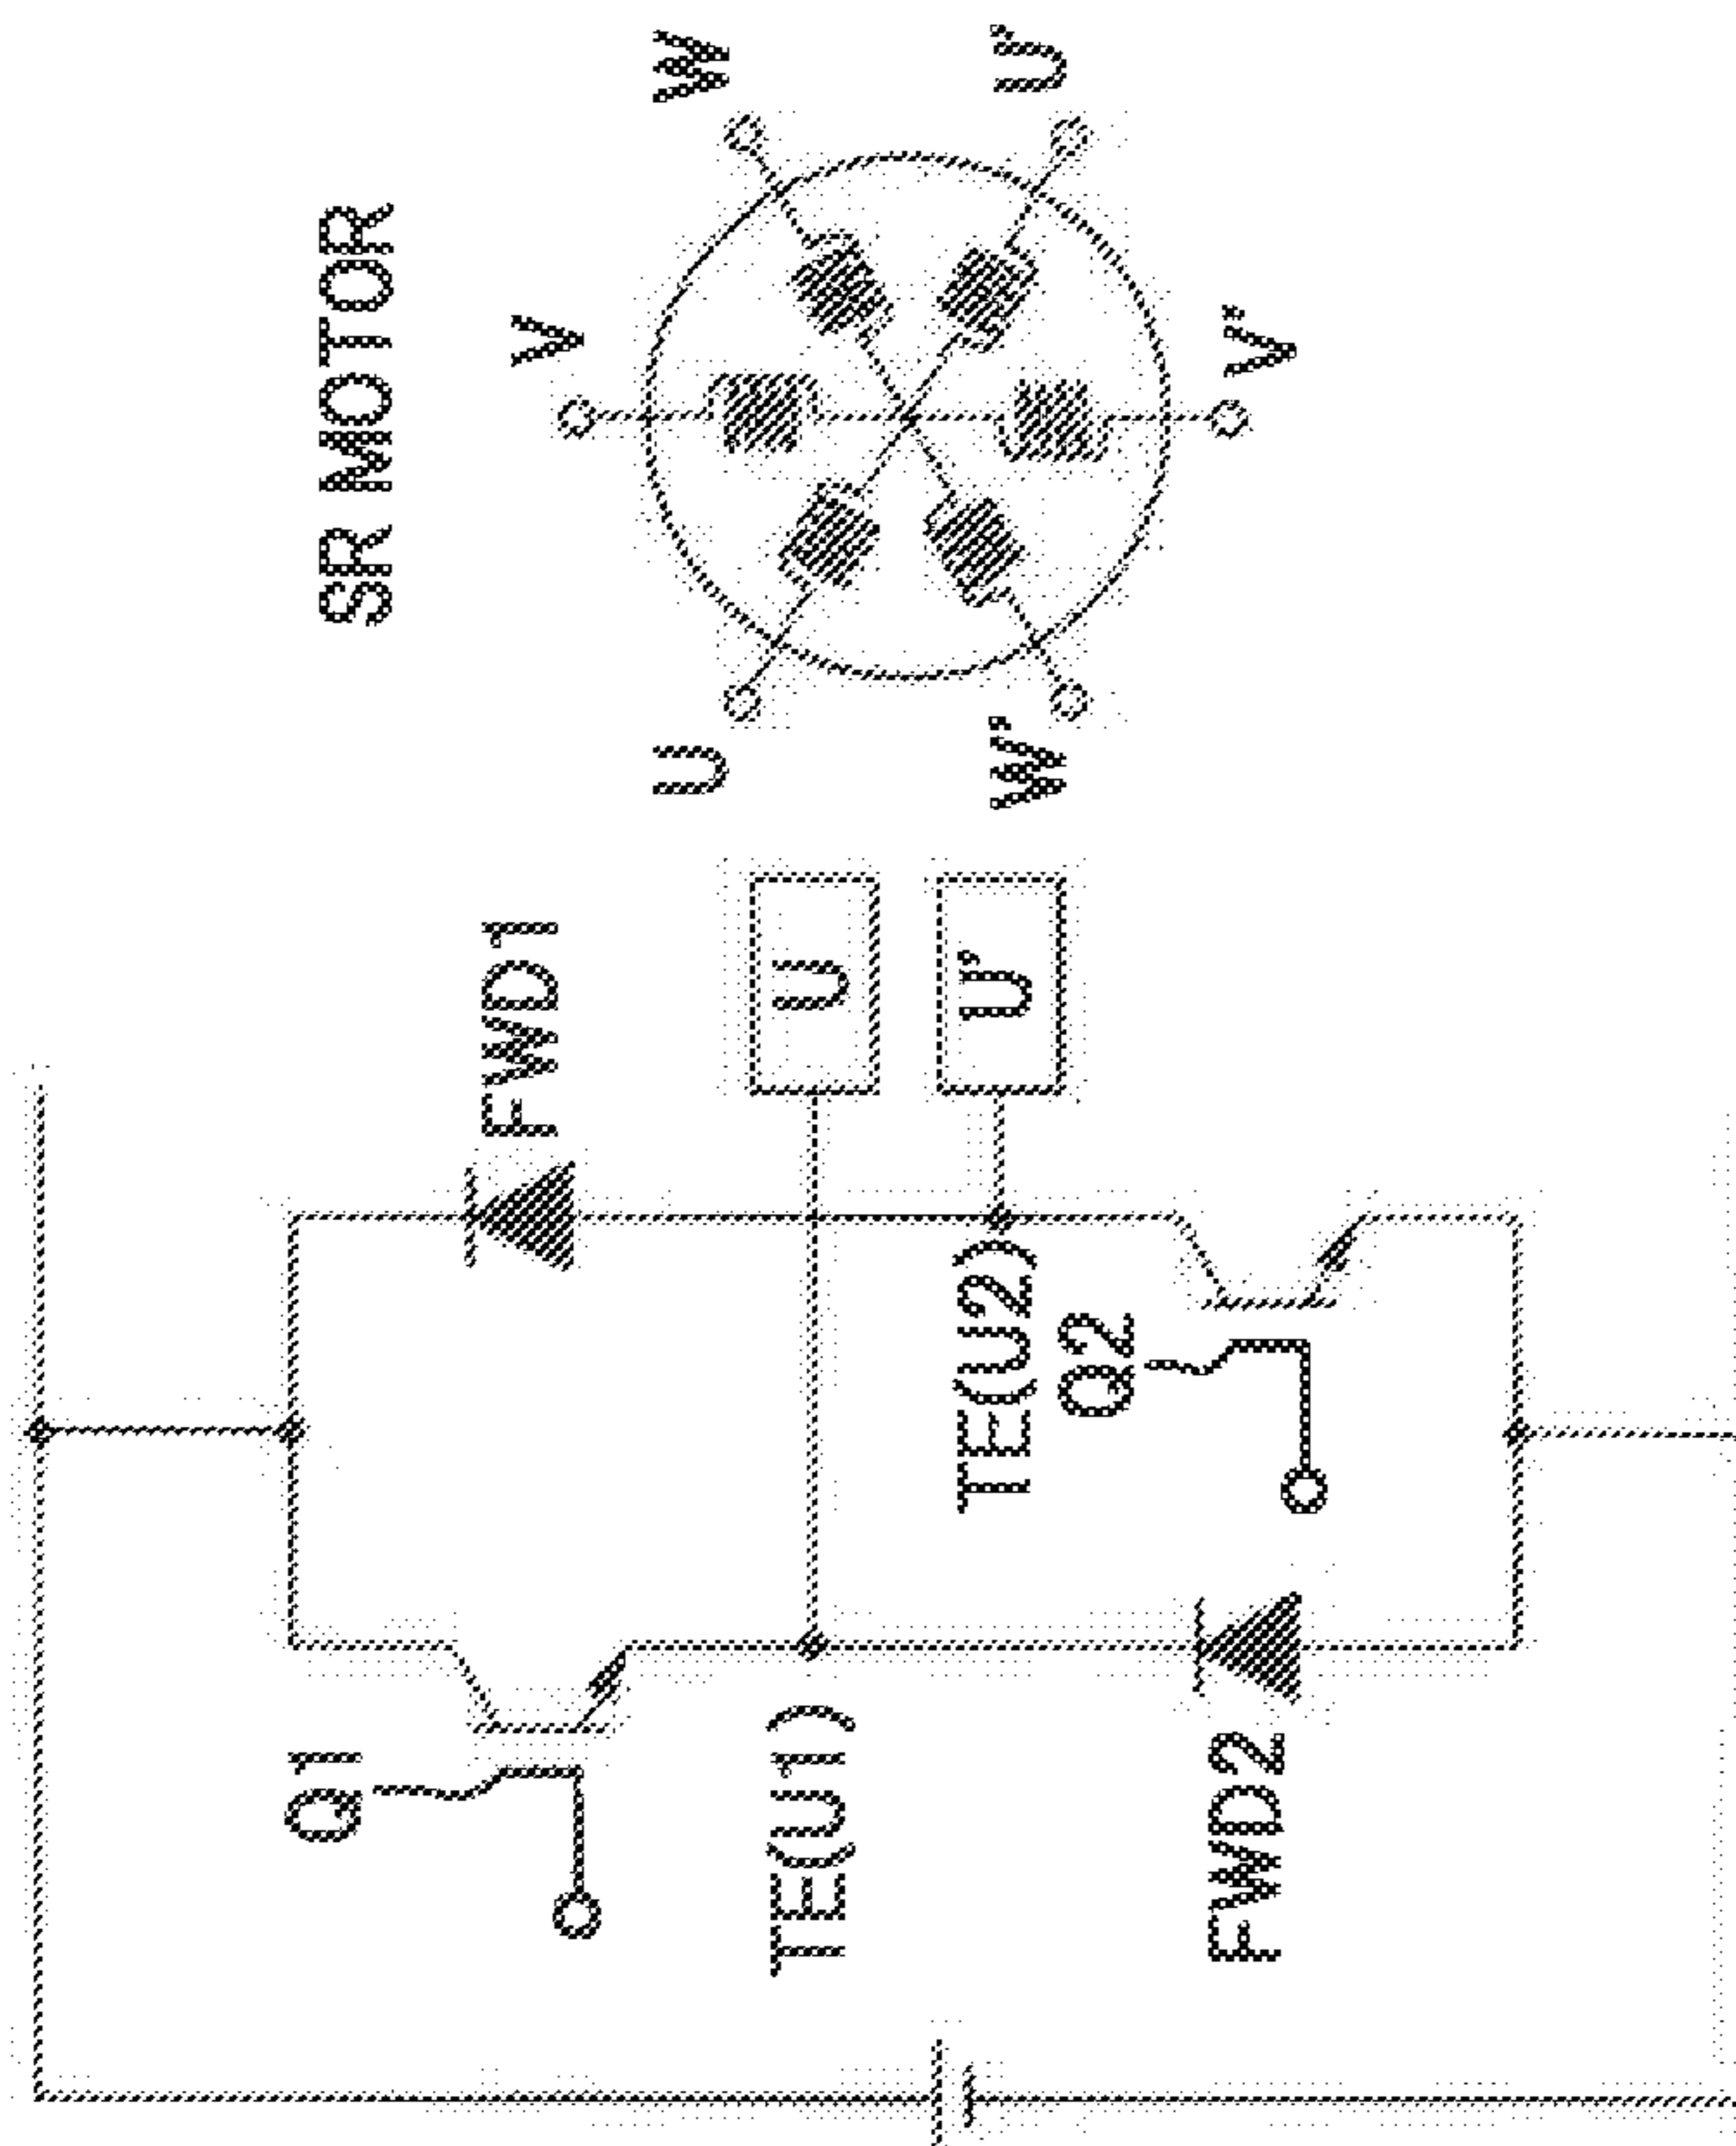 Q1
SR MOTOR
FWD1
V
U
W
TE(U1)
U
TE(U2)
U'
W'
U'
Q2
FWD2
V'